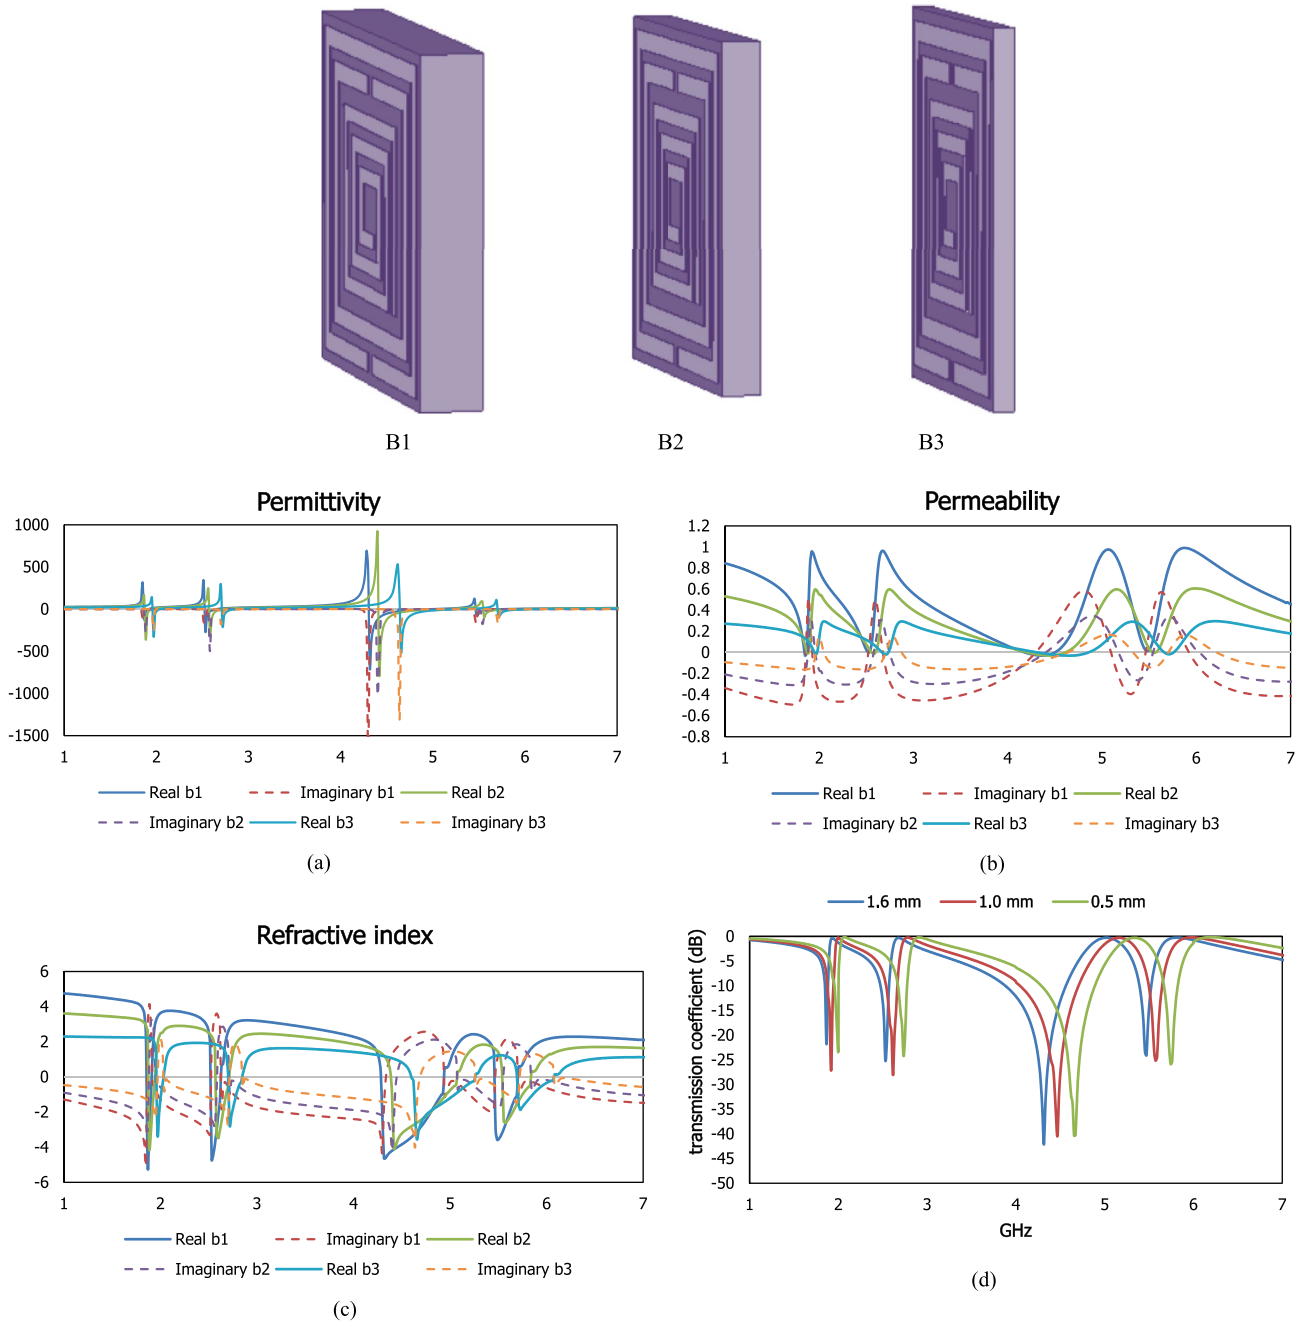 B1 B2 B3
Permittivity
1000
500
0
-500
-1000
-1500
1 2 3 4 5 6 7
Real b1 Imaginary b1 Real b2
Imaginary b2 Real b3 Imaginary b3
(a)
Permeability
1.2
1
0.8
0.6
0.4
0.2
0
-0.2
-0.4
-0.6
-0.8
1 2 3 4 5 6 7
Real b1 Imaginary b1 Real b2
Imaginary b2 Real b3 Imaginary b3
(b)
Refractive index
6
4
2
0
-2
-4
-6
1 2 3 4 5 6 7
Real b1 Imaginary b1 Real b2
Imaginary b2 Real b3 Imaginary b3
(c)
1.6 mm 1.0 mm 0.5 mm
transmission coefficient (dB)
0
-5
-10
-15
-20
-25
-30
-35
-40
-45
-50
1 2 3 4 5 6 7
GHz
(d)